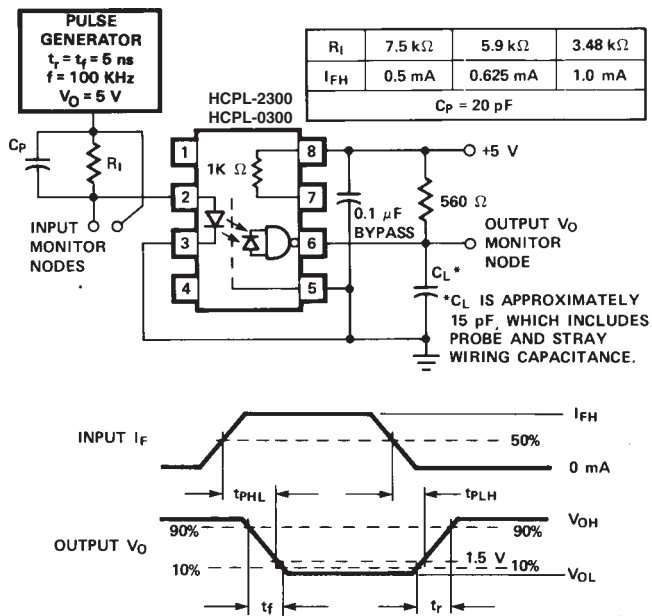 PULSE
GENERATOR
tr = tf = 5 ns
f = 100 KHz
VO = 5 V
RI 7.5 kΩ 5.9 kΩ 3.48 kΩ
IFH 0.5 mA 0.625 mA 1.0 mA
CP = 20 pF
HCPL-2300
HCPL-0300
CP
RI
1
2
3
4
1K Ω
8
7
6
5
+5 V
0.1 μF
BYPASS
560 Ω
INPUT
MONITOR
NODES
OUTPUT VO
MONITOR
NODE
CL*
*CL IS APPROXIMATELY
15 pF, WHICH INCLUDES
PROBE AND STRAY
WIRING CAPACITANCE.
INPUT IF
IFH
50%
0 mA
tPHL
tPLH
OUTPUT VO
90%
10%
VOH
90%
1.5 V
10%
VOL
tf
tr